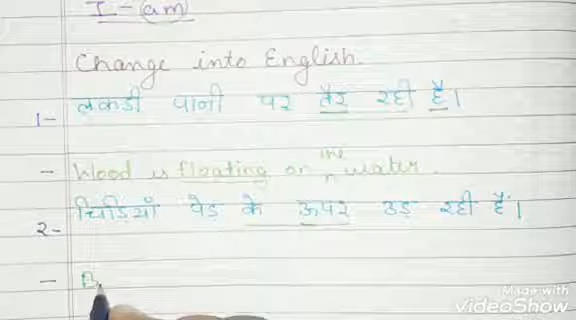 I - am
Change into English.
1- लकडी पानी पर तैर रही है।
- Wood is floating on the water.
2- चिड़ियाँ पेड़ के ऊपर उड़ रही हैं।
- B
Made with
VideoShow